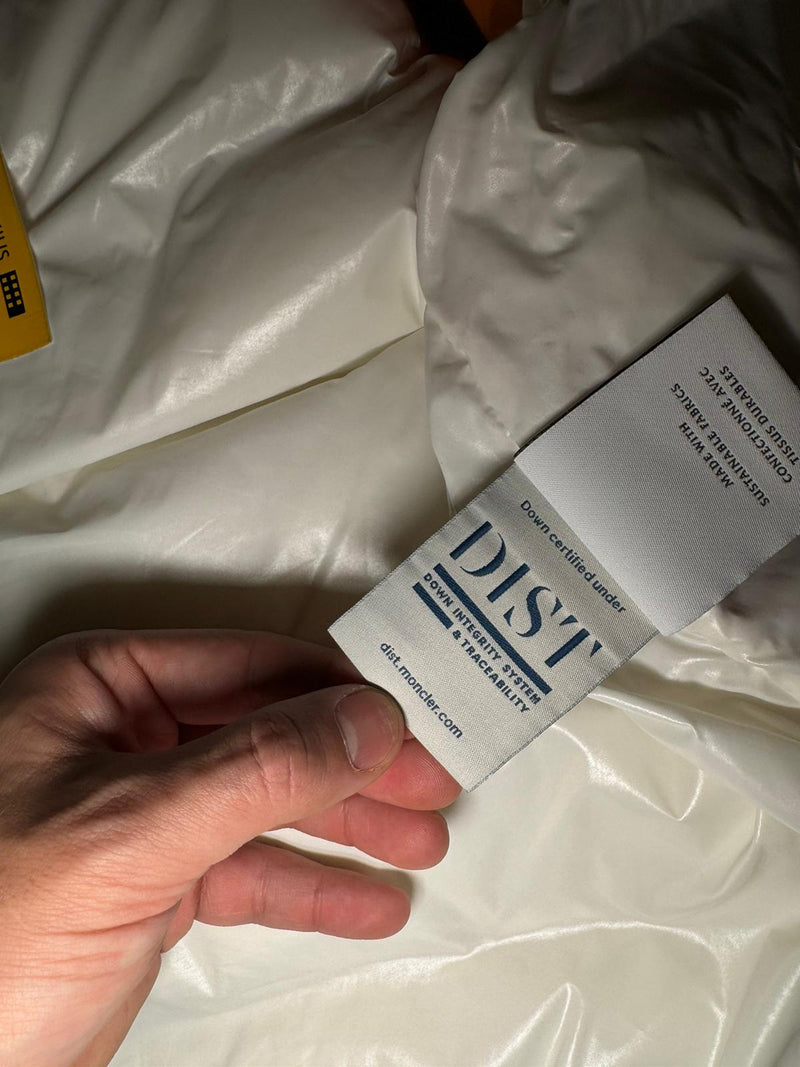 Down certified under
DIST
DOWN INTEGRITY SYSTEM
& TRACEABILITY
dist.moncler.com
MADE WITH
SUSTAINABLE FABRICS
CONFECTIONNÉ AVEC
TISSUS DURABLES